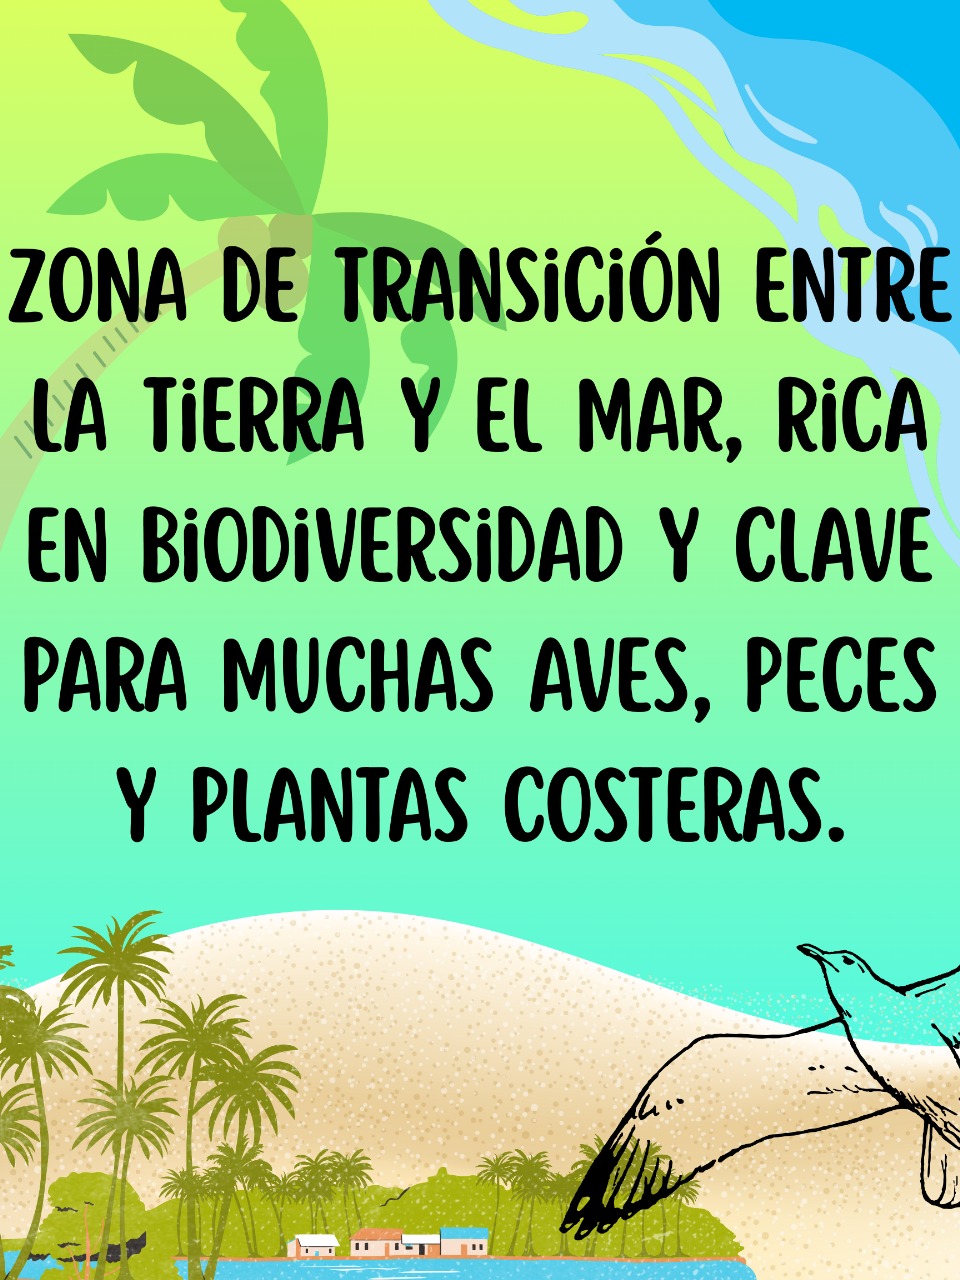 ZONA DE TRANSICIÓN ENTRE
LA TIERRA Y EL MAR, RICA
EN BIODIVERSIDAD Y CLAVE
PARA MUCHAS AVES, PECES
Y PLANTAS COSTERAS.